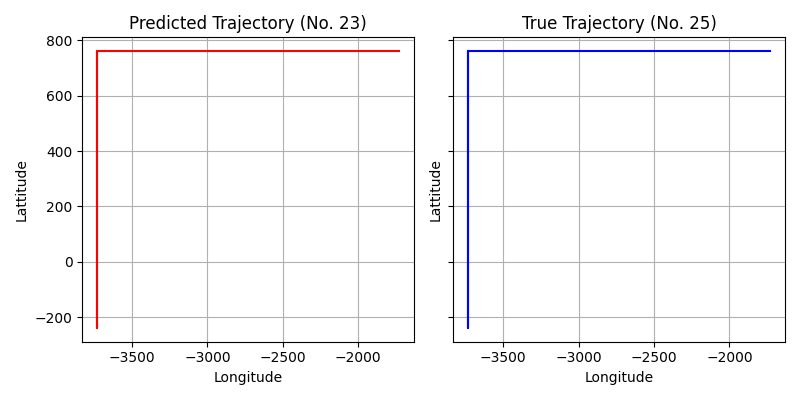 Predicted Trajectory (No. 23)
True Trajectory (No. 25)
800
600
400
200
0
−200
Lattitude
Lattitude
−3500 −3000 −2500 −2000
−3500 −3000 −2500 −2000
Longitude
Longitude